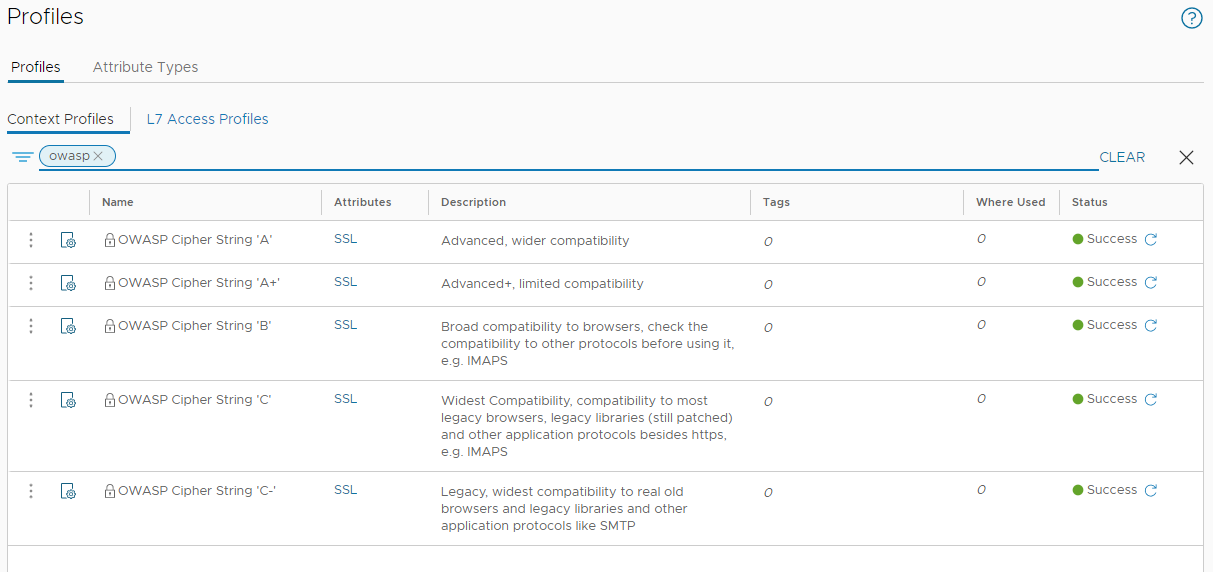 Profiles
?
Profiles Attribute Types
Context Profiles L7 Access Profiles
owasp CLEAR
Name Attributes Description Tags Where Used Status
OWASP Cipher String 'A' SSL Advanced, wider compatibility 0 0 Success
OWASP Cipher String 'A+' SSL Advanced+, limited compatibility 0 0 Success
OWASP Cipher String 'B' SSL Broad compatibility to browsers, check the 0 0 Success
compatibility to other protocols before using it,
e.g. IMAPS
OWASP Cipher String 'C' SSL Widest Compatibility, compatibility to most 0 0 Success
legacy browsers, legacy libraries (still patched)
and other application protocols besides https,
e.g. IMAPS
OWASP Cipher String 'C-' SSL Legacy, widest compatibility to real old 0 0 Success
browsers and legacy libraries and other
application protocols like SMTP